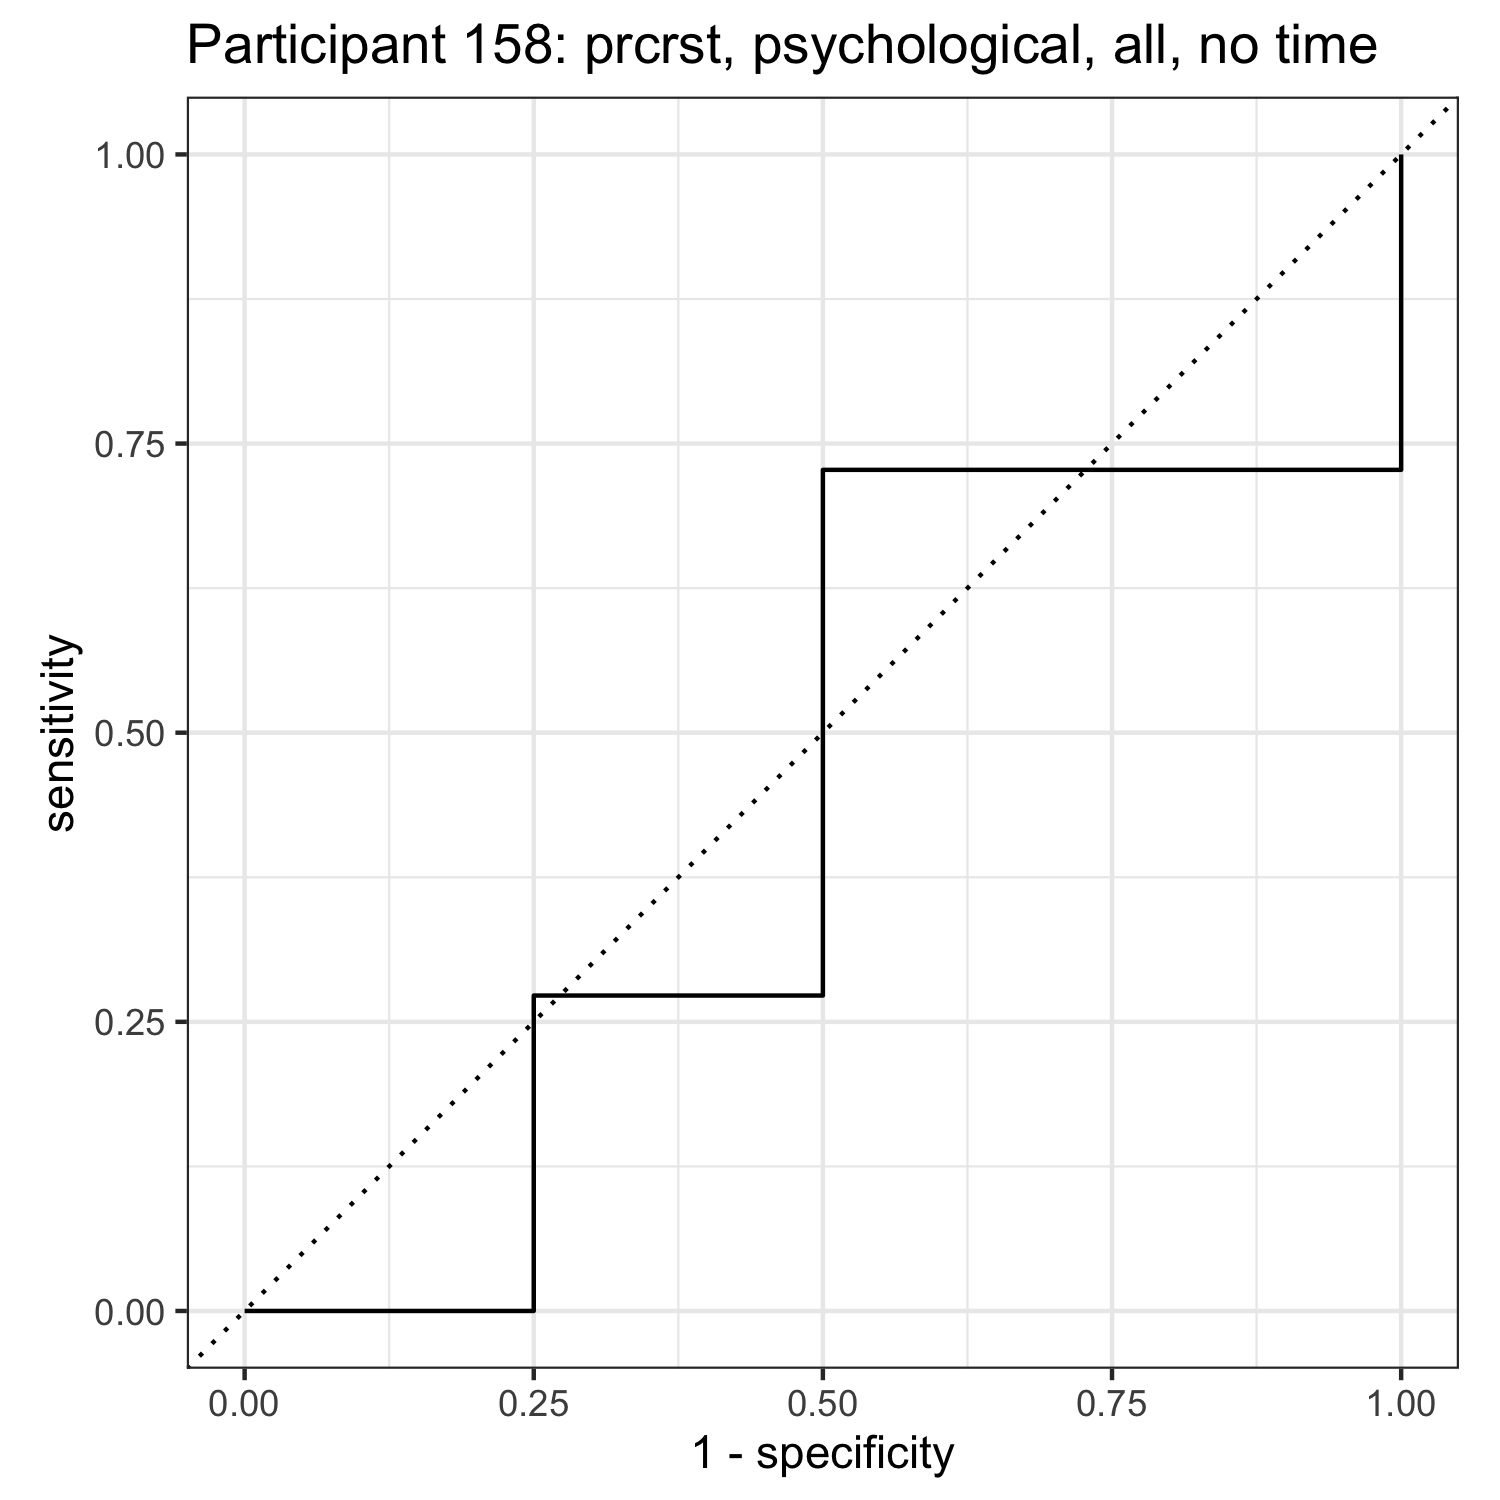 Participant 158: prcrst, psychological, all, no time
1.00
0.75
0.50
0.25
0.00
sensitivity
0.00 0.25 0.50 0.75 1.00
1 - specificity